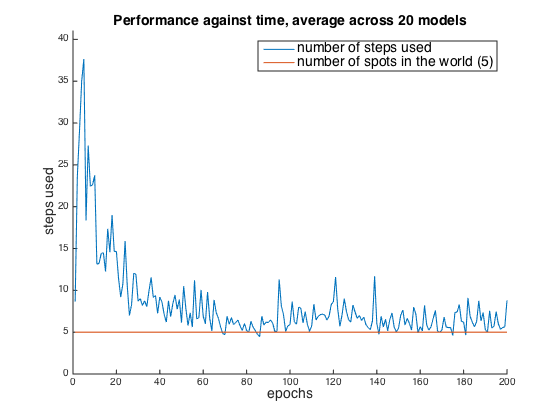 Performance against time, average across 20 models
number of steps used
number of spots in the world (5)
steps used
40
35
30
25
20
15
10
5
0
0 20 40 60 80 100 120 140 160 180 200
epochs